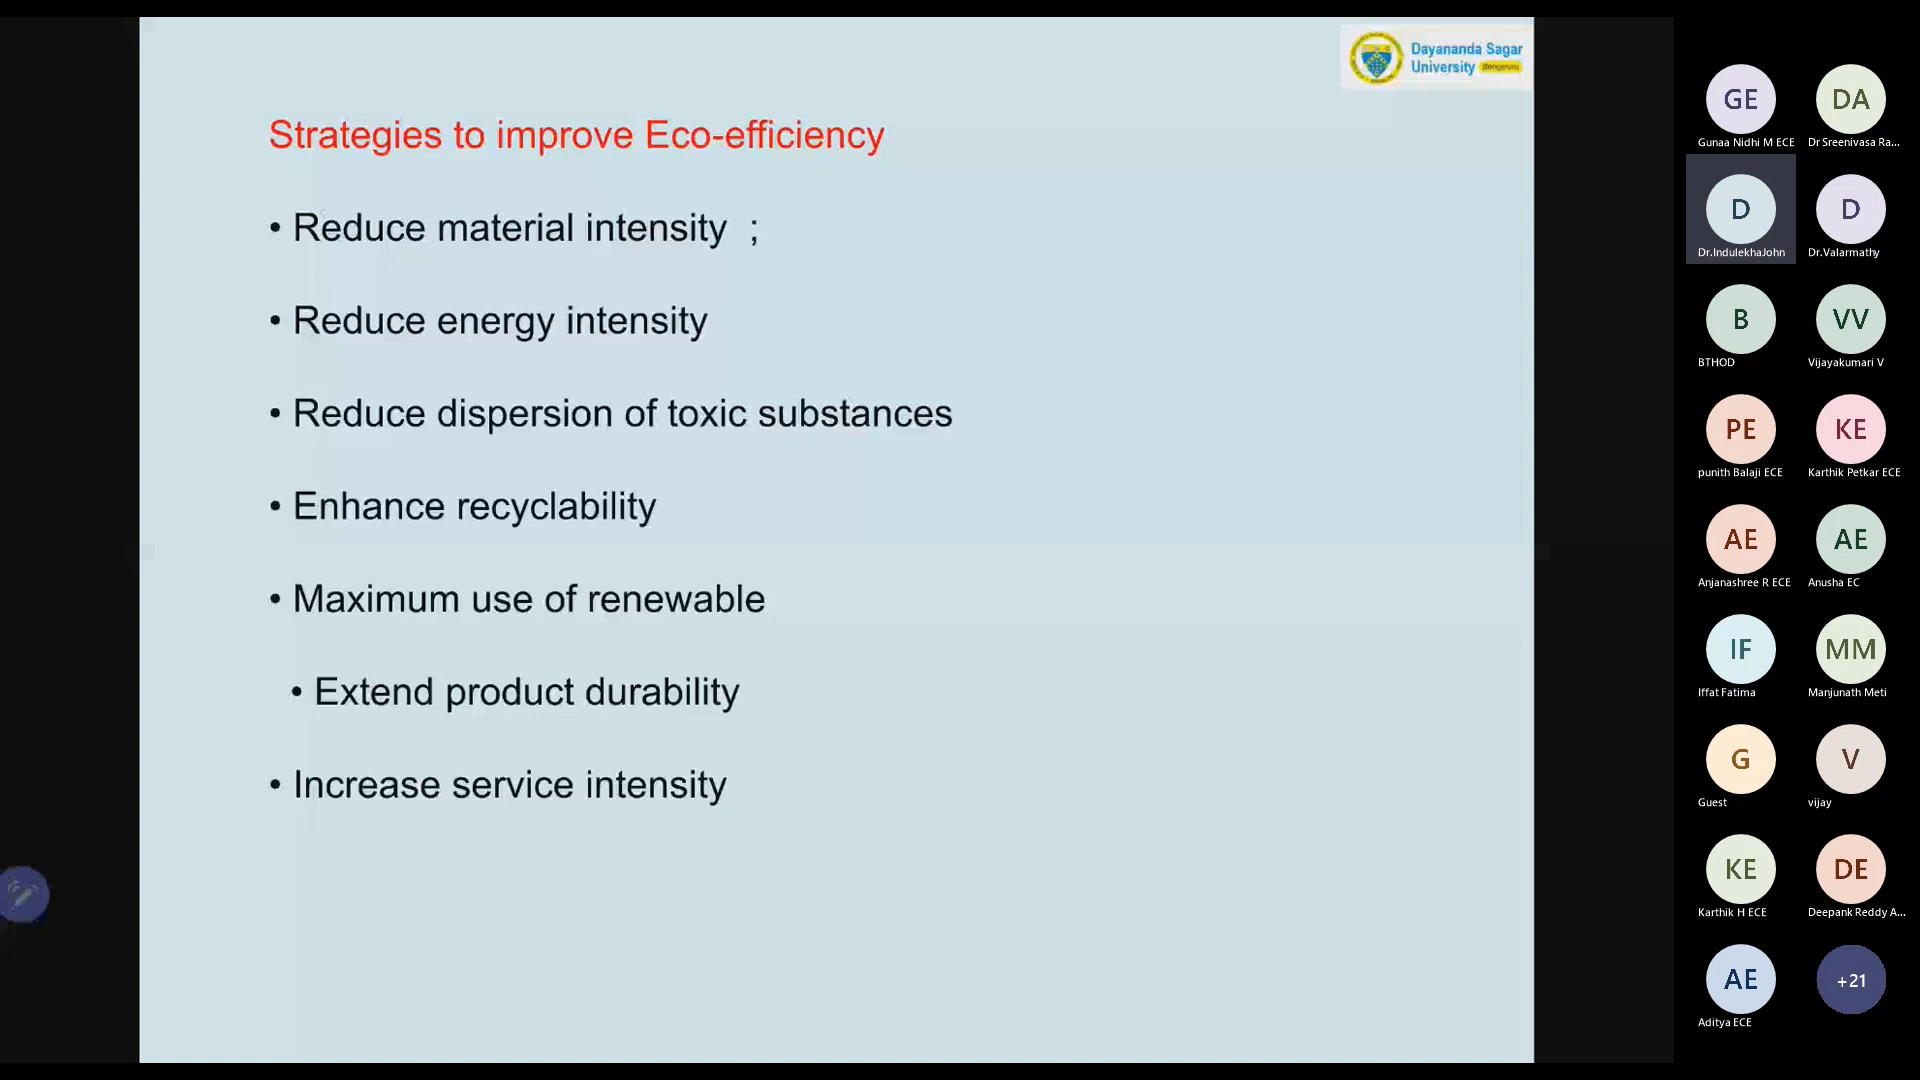 Dayananda Sagar
University Bengaluru
Strategies to improve Eco-efficiency
• Reduce material intensity ;
• Reduce energy intensity
• Reduce dispersion of toxic substances
• Enhance recyclability
• Maximum use of renewable
• Extend product durability
• Increase service intensity
GE DA
Gunaa Nidhi M ECE Dr Sreenivasa Ra...
D D
Dr.IndulekhaJohn Dr.Valarmathy
B VV
BTHOD Vijayakumari V
PE KE
punith Balaji ECE Karthik Petkar ECE
AE AE
Anjanashree R ECE Anusha EC
IF MM
Iffat Fatima Manjunath Meti
G V
Guest vijay
KE DE
Karthik H ECE Deepank Reddy A...
AE +21
Aditya ECE